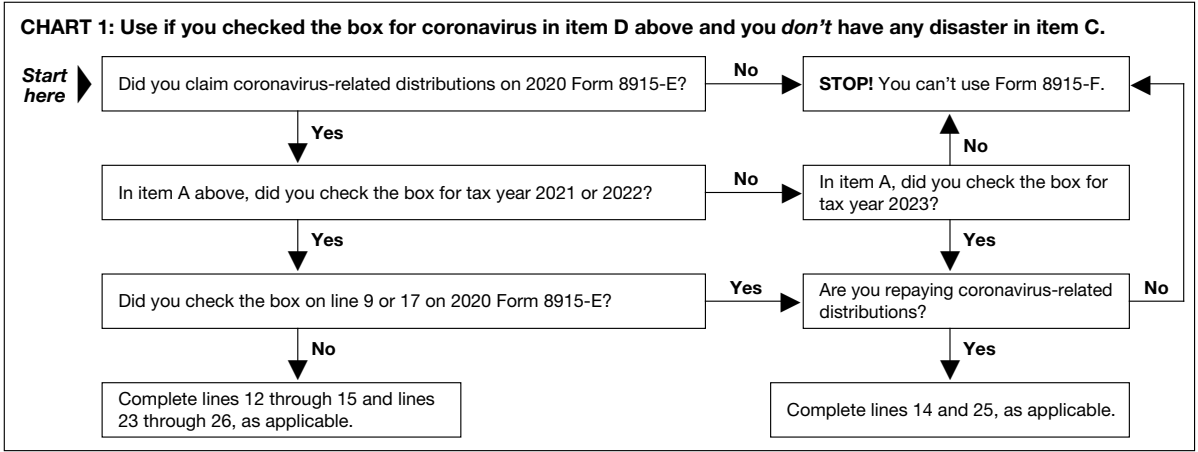 CHART 1: Use if you checked the box for coronavirus in item D above and you don't have any disaster in item C.
Start
here
Did you claim coronavirus-related distributions on 2020 Form 8915-E?
No
STOP! You can't use Form 8915-F.
Yes
No
In item A above, did you check the box for tax year 2021 or 2022?
No
In item A, did you check the box for
tax year 2023?
Yes
Yes
Did you check the box on line 9 or 17 on 2020 Form 8915-E?
Yes
Are you repaying coronavirus-related
distributions?
No
No
Yes
Complete lines 12 through 15 and lines
23 through 26, as applicable.
Complete lines 14 and 25, as applicable.